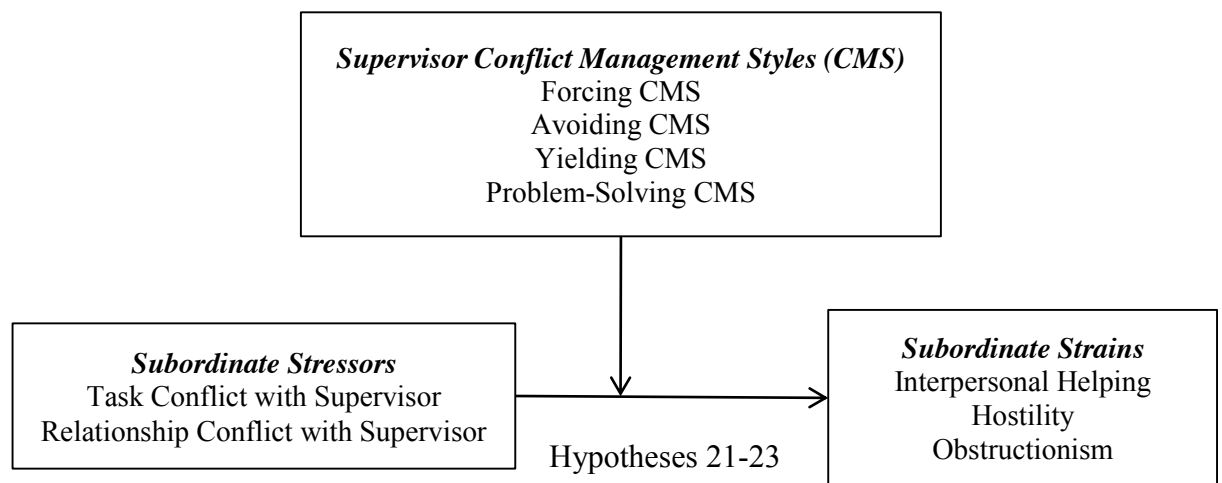 Supervisor Conflict Management Styles (CMS)
Forcing CMS
Avoiding CMS
Yielding CMS
Problem-Solving CMS
Subordinate Stressors
Task Conflict with Supervisor
Relationship Conflict with Supervisor
Hypotheses 21-23
Subordinate Strains
Interpersonal Helping
Hostility
Obstructionism